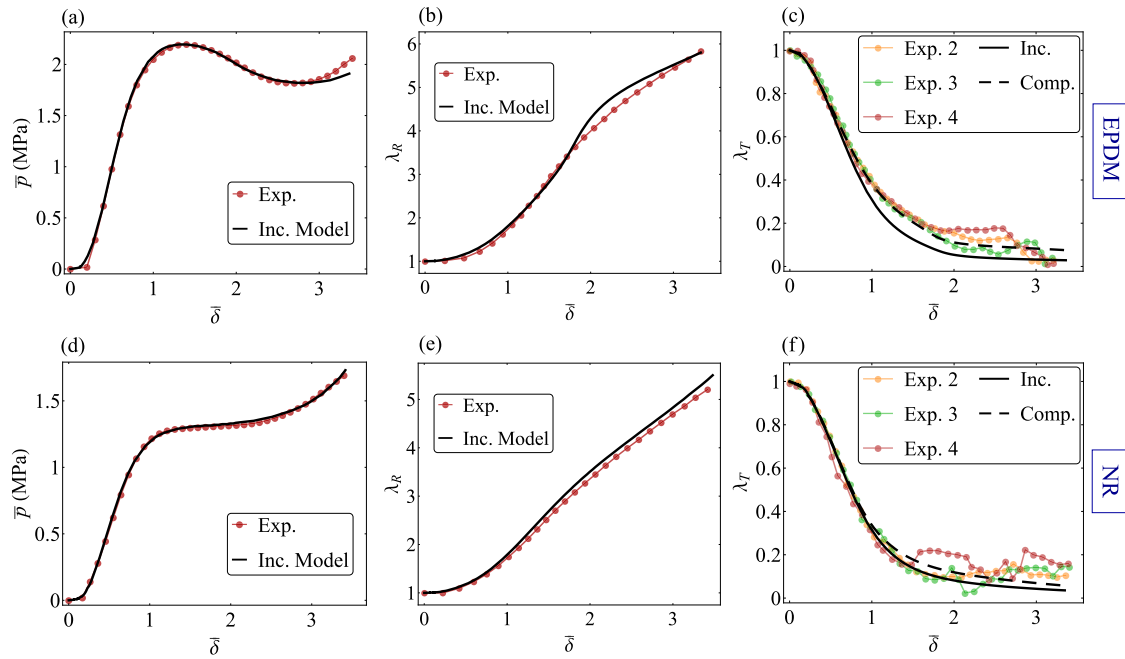 (a)
p̅ (MPa)
2
1.5
1
0.5
0
Exp.
Inc. Model
0
1
2
3
δ̅
(b)
λR
6
5
4
3
2
1
Exp.
Inc. Model
0
1
2
3
δ̅
(c)
λT
1
0.8
0.6
0.4
0.2
0
Exp. 2
Inc.
Exp. 3
Comp.
Exp. 4
0
1
2
3
δ̅
EPDM
(d)
p̅ (MPa)
1.5
1
0.5
0
Exp.
Inc. Model
0
1
2
3
δ̅
(e)
λR
5
4
3
2
1
Exp.
Inc. Model
0
1
2
3
δ̅
(f)
λT
1
0.8
0.6
0.4
0.2
0
Exp. 2
Inc.
Exp. 3
Comp.
Exp. 4
0
1
2
3
δ̅
NR